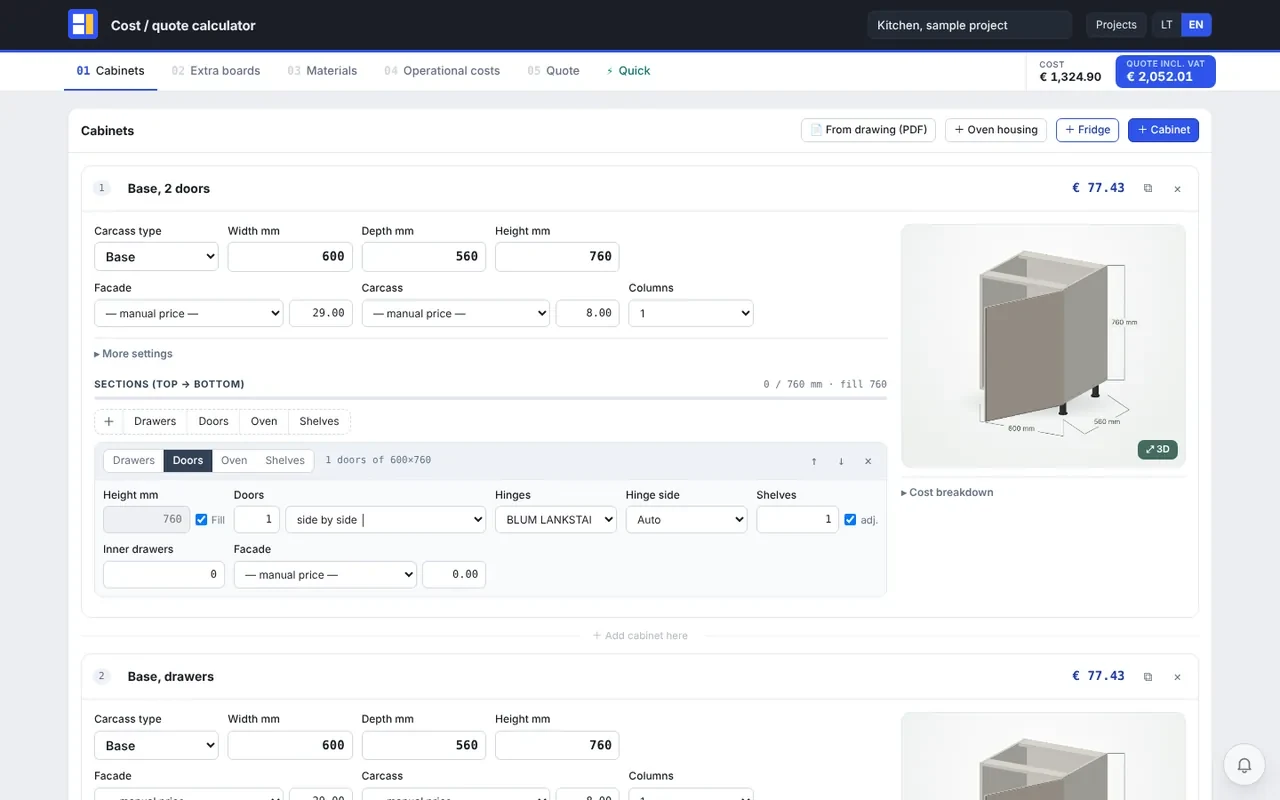 Cost / quote calculator
Kitchen, sample project
Projects
LT
EN
01 Cabinets
02 Extra boards
03 Materials
04 Operational costs
05 Quote
⚡ Quick
COST
€ 1,324.90
QUOTE INCL. VAT
€ 2,052.01
Cabinets
📄 From drawing (PDF)
+ Oven housing
+ Fridge
+ Cabinet
1 Base, 2 doors
€ 77.43
Carcass type
Width mm
Depth mm
Height mm
Base
600
560
760
Facade
Carcass
Columns
— manual price —
29.00
— manual price —
8.00
1
▸ More settings
SECTIONS (TOP → BOTTOM)
0 / 760 mm · fill 760
+
Drawers
Doors
Oven
Shelves
Drawers
Doors
Oven
Shelves
1 doors of 600×760
↑ ↓ ×
Height mm
Doors
Hinges
Hinge side
Shelves
760
Fill
1
side by side |
BLUM LANKSTAI
Auto
1
adj.
Inner drawers
Facade
0
— manual price —
0.00
760 mm
600 mm
560 mm
⤢ 3D
▸ Cost breakdown
+ Add cabinet here
2 Base, drawers
€ 77.43
Carcass type
Width mm
Depth mm
Height mm
Base
600
560
760
Facade
Carcass
Columns